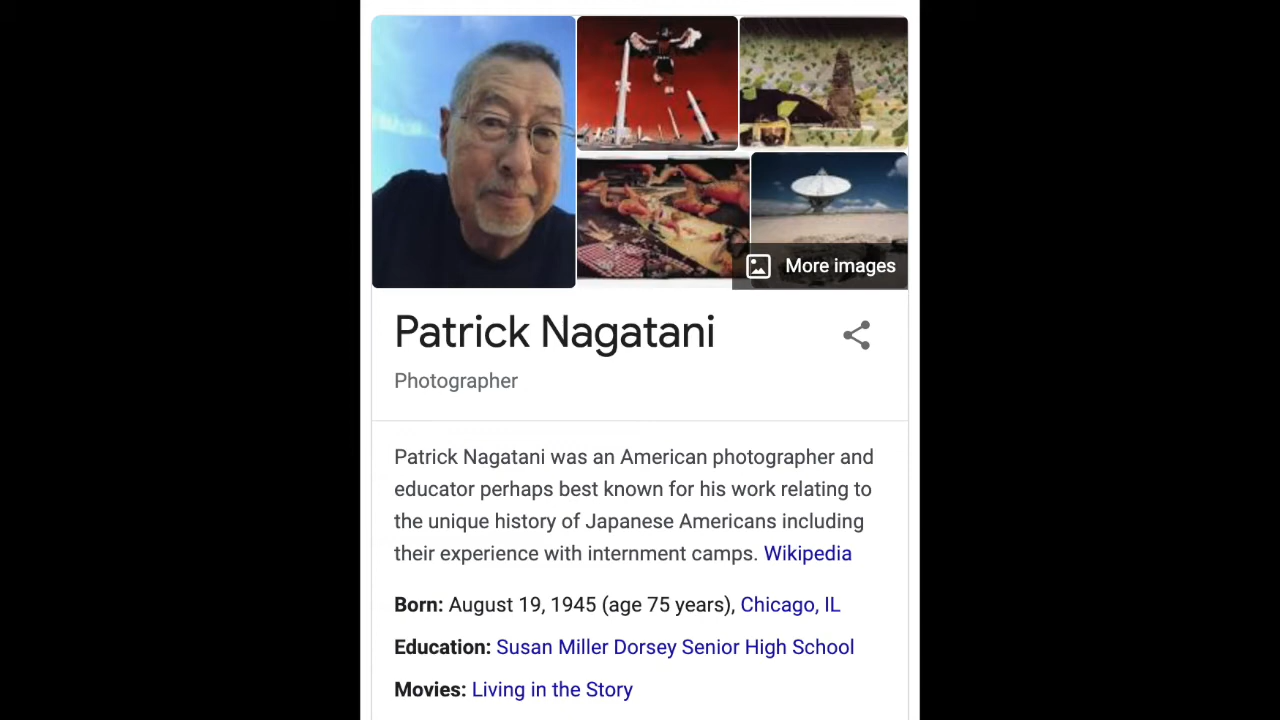 More images
Patrick Nagatani
Photographer
Patrick Nagatani was an American photographer and
educator perhaps best known for his work relating to
the unique history of Japanese Americans including
their experience with internment camps. Wikipedia
Born: August 19, 1945 (age 75 years), Chicago, IL
Education: Susan Miller Dorsey Senior High School
Movies: Living in the Story